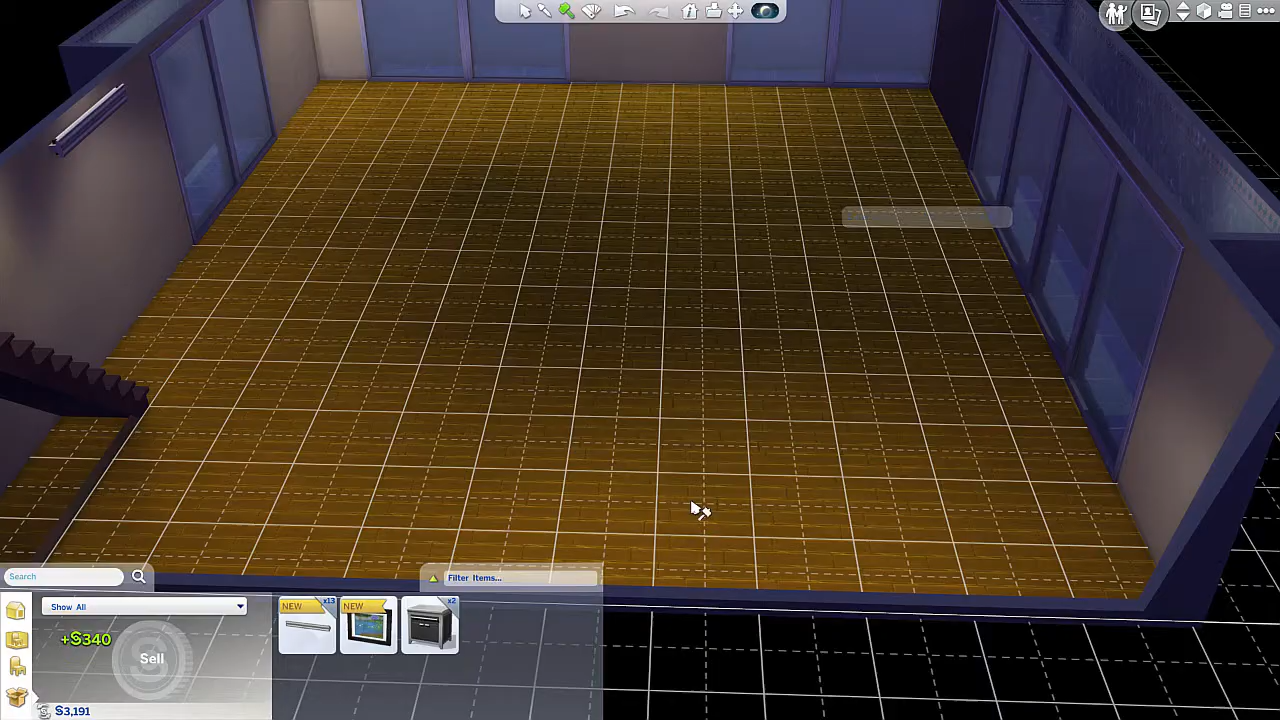 Search
Filter Items...
Show All
NEW
x13
NEW
x2
+§340
Sell
§3,191